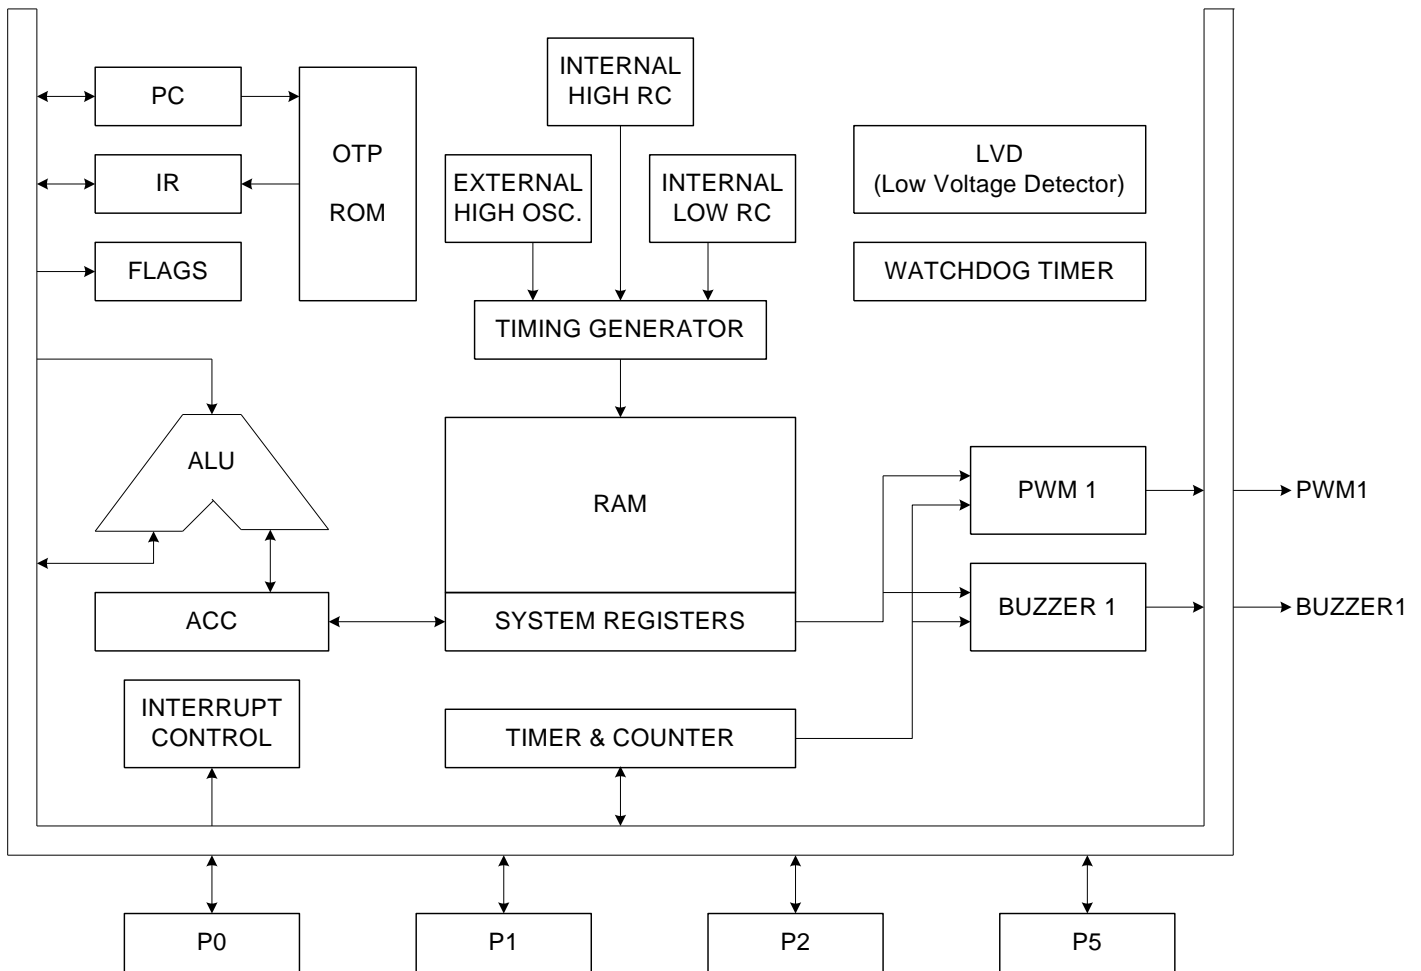 INTERNAL
HIGH RC
PC
OTP
ROM
LVD
(Low Voltage Detector)
IR
EXTERNAL
HIGH OSC.
INTERNAL
LOW RC
FLAGS
WATCHDOG TIMER
TIMING GENERATOR
ALU
RAM
PWM 1
PWM1
ACC
SYSTEM REGISTERS
BUZZER 1
BUZZER1
INTERRUPT
CONTROL
TIMER & COUNTER
P0
P1
P2
P5